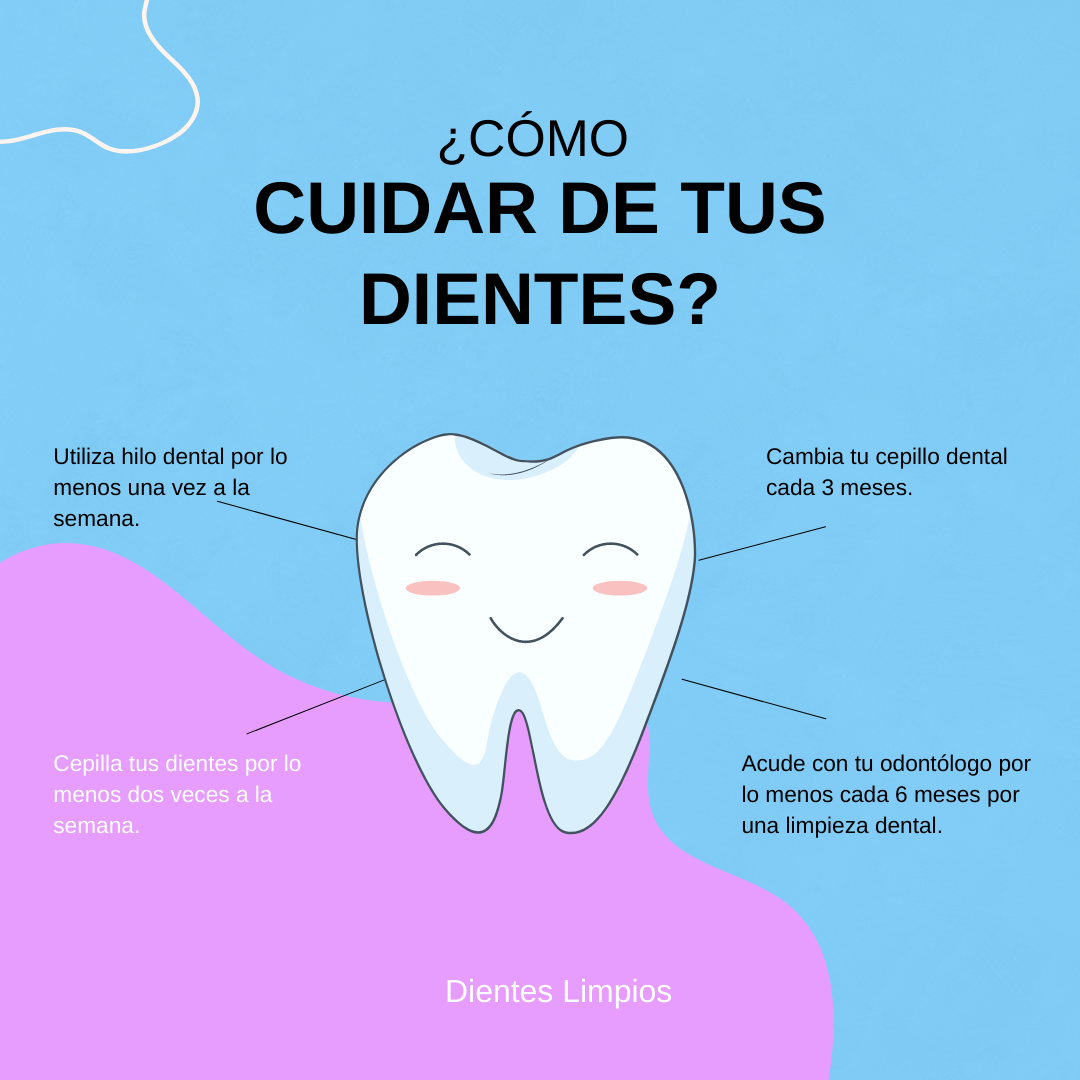 ¿CÓMO
CUIDAR DE TUS
DIENTES?
Utiliza hilo dental por lo
menos una vez a la
semana.
Cambia tu cepillo dental
cada 3 meses.
Cepilla tus dientes por lo
menos dos veces a la
semana.
Acude con tu odontólogo por
lo menos cada 6 meses por
una limpieza dental.
Dientes Limpios